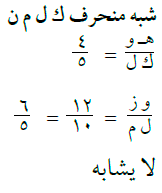 شبه منحرف ك ل م ن
هـ و / ك ل = ٤ / ٥
و ز / ل م = ١٢ / ١٠ = ٦ / ٥
لا يشابه